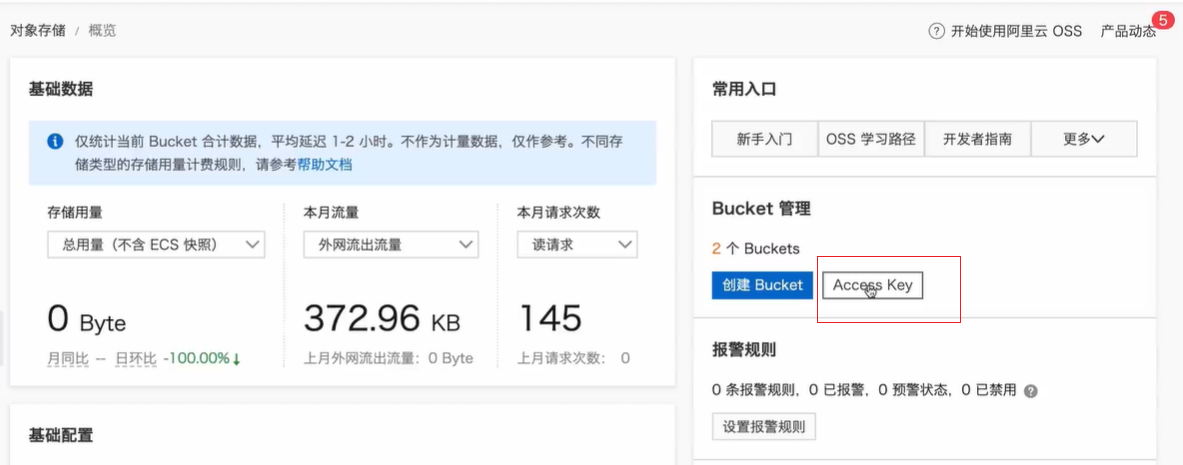 对象存储 / 概览
开始使用阿里云 OSS 产品动态 5
基础数据
仅统计当前 Bucket 合计数据，平均延迟 1-2 小时。不作为计量数据，仅作参考。不同存
储类型的存储用量计费规则，请参考帮助文档
存储用量
总用量（不含 ECS 快照）
0 Byte
月同比 -- 日环比 -100.00%↓
本月流量
外网流出流量
372.96 KB
上月外网流出流量： 0 Byte
本月请求次数
读请求
145
上月请求次数： 0
基础配置
常用入口
新手入门 OSS 学习路径 开发者指南 更多
Bucket 管理
2 个 Buckets
创建 Bucket Access Key
报警规则
0 条报警规则，0 已报警，0 预警状态，0 已禁用
设置报警规则